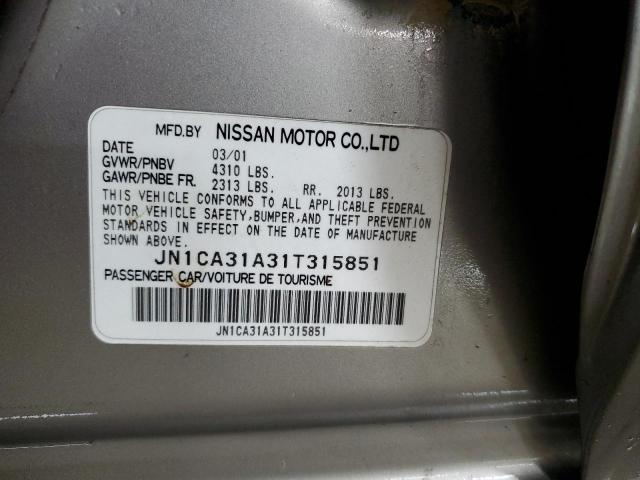 MFD.BY NISSAN MOTOR CO.,LTD
DATE 03/01
GVWR/PNBV 4310 LBS.
GAWR/PNBE FR. 2313 LBS. RR. 2013 LBS.
THIS VEHICLE CONFORMS TO ALL APPLICABLE FEDERAL
MOTOR VEHICLE SAFETY,BUMPER,AND THEFT PREVENTION
STANDARDS IN EFFECT ON THE DATE OF MANUFACTURE
SHOWN ABOVE.
JN1CA31A31T315851
PASSENGER CAR/VOITURE DE TOURISME
JN1CA31A31T315851